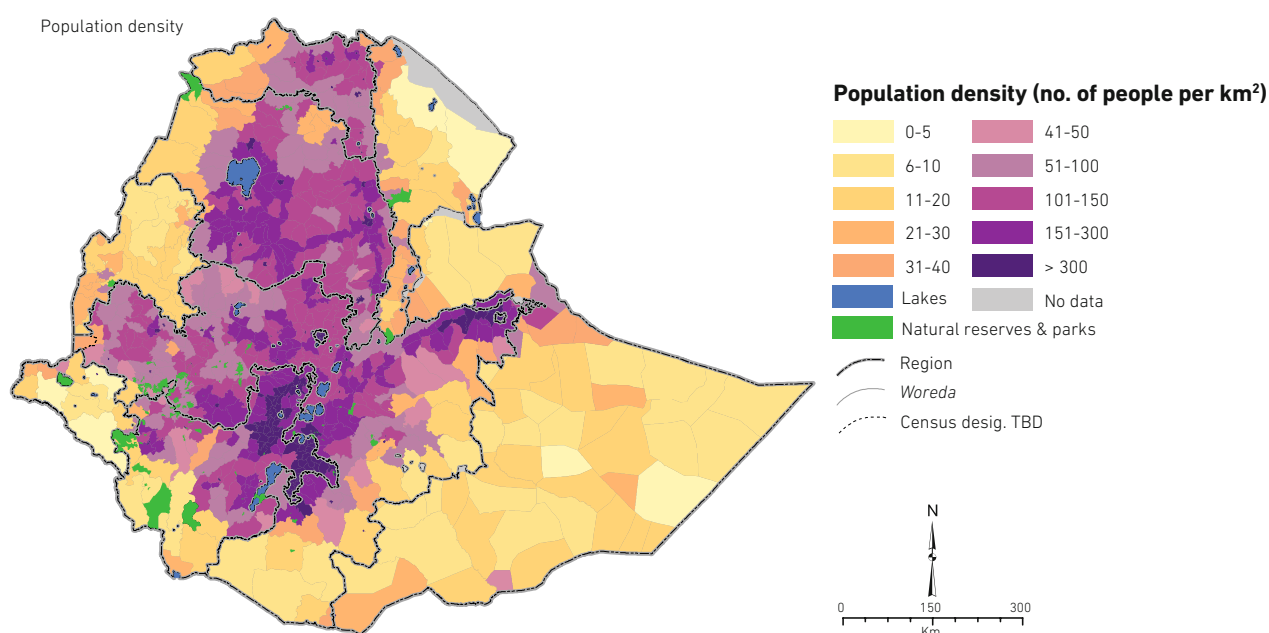 Population density
Population density (no. of people per km²)
0-5
6-10
11-20
21-30
31-40
Lakes
Natural reserves & parks
41-50
51-100
101-150
151-300
> 300
No data
Region
Woreda
Census desig. TBD
N
0 150 300
Km